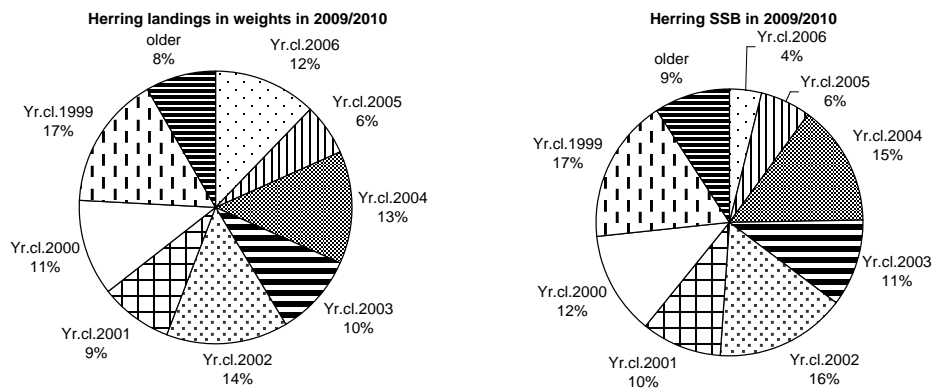 Herring landings in weights in 2009/2010
older
8%
Yr.cl.2006
12%
Yr.cl.2005
6%
Yr.cl.2004
13%
Yr.cl.2003
10%
Yr.cl.2002
14%
Yr.cl.2001
9%
Yr.cl.2000
11%
Yr.cl.1999
17%
Herring SSB in 2009/2010
older
9%
Yr.cl.2006
4%
Yr.cl.2005
6%
Yr.cl.2004
15%
Yr.cl.2003
11%
Yr.cl.2002
16%
Yr.cl.2001
10%
Yr.cl.2000
12%
Yr.cl.1999
17%